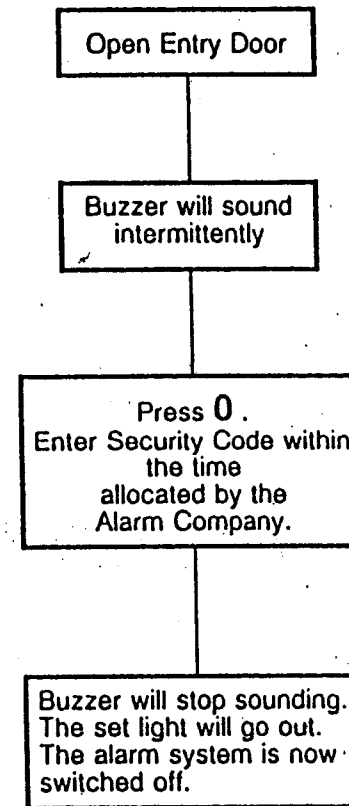 Open Entry Door
Buzzer will sound
intermittently
Press 0 .
Enter Security Code within
the time
allocated by the
Alarm Company.
Buzzer will stop sounding.
The set light will go out.
The alarm system is now
switched off.